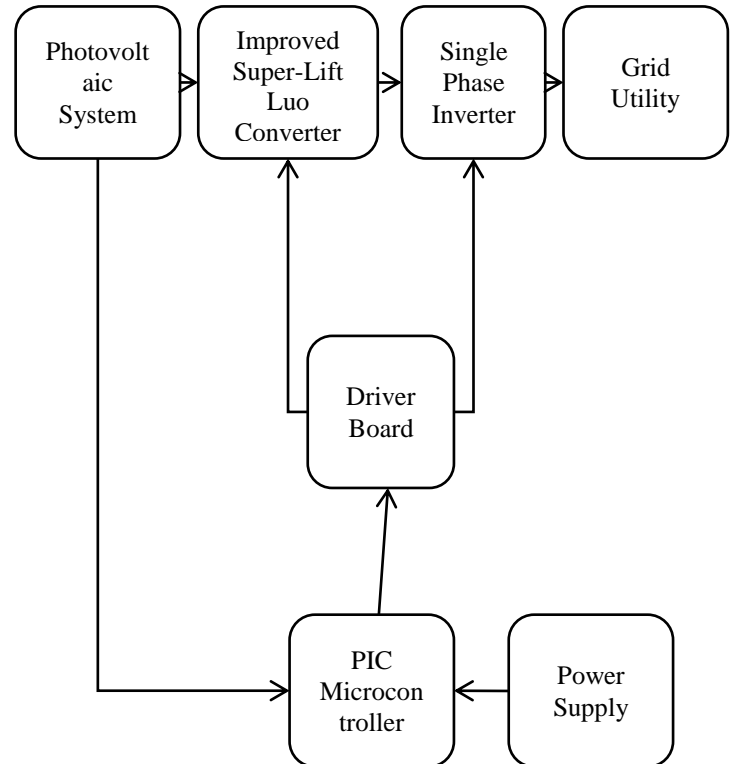 Photovolt
aic
System
Improved
Super-Lift
Luo
Converter
Single
Phase
Inverter
Grid
Utility
Driver
Board
PIC
Microcon
troller
Power
Supply